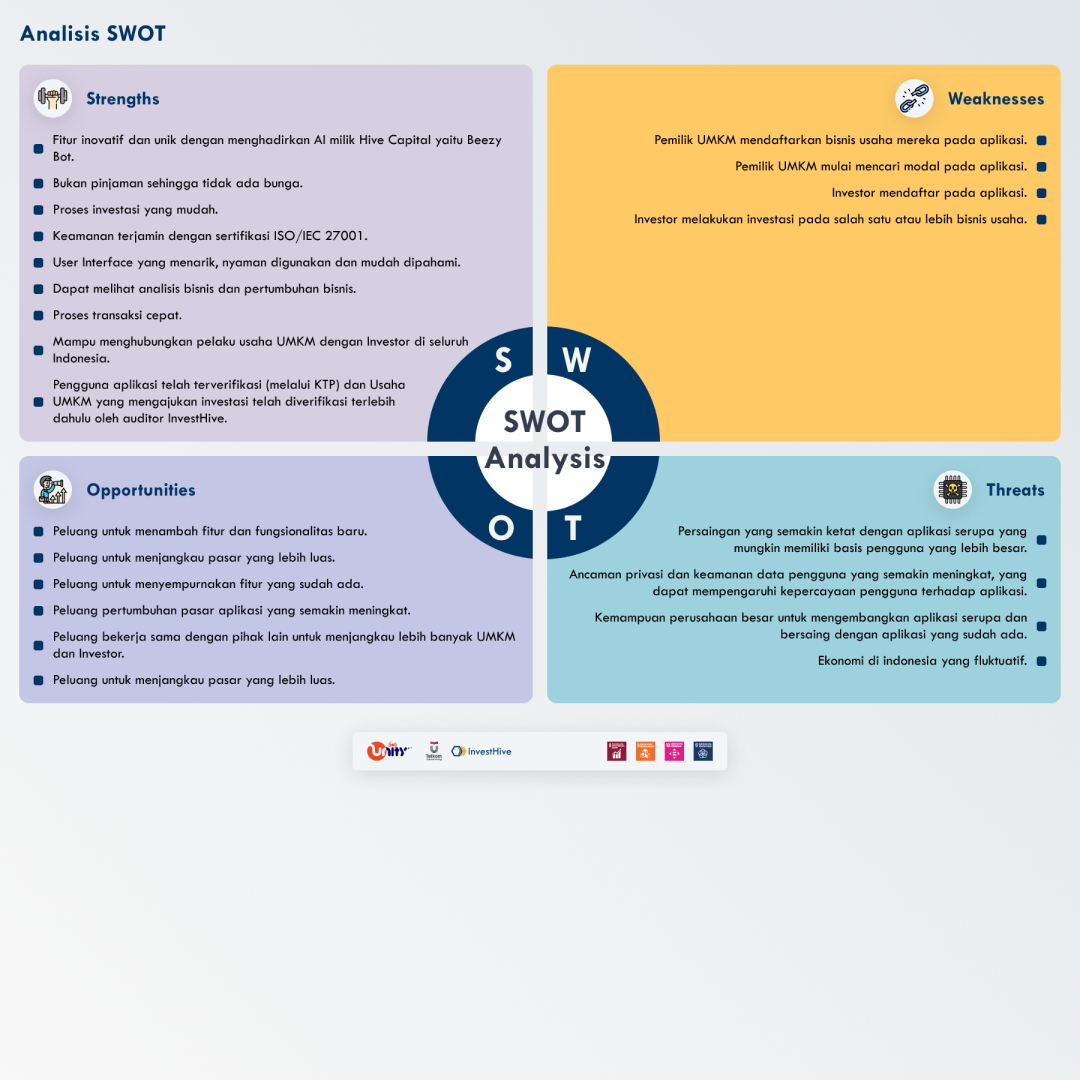 Analisis SWOT
Strengths
Fitur inovatif dan unik dengan menghadirkan AI milik Hive Capital yaitu Beezy
Bot.
Bukan pinjaman sehingga tidak ada bunga.
Proses investasi yang mudah.
Keamanan terjamin dengan sertifikasi ISO/IEC 27001.
User Interface yang menarik, nyaman digunakan dan mudah dipahami.
Dapat melihat analisis bisnis dan pertumbuhan bisnis.
Proses transaksi cepat.
Mampu menghubungkan pelaku usaha UMKM dengan Investor di seluruh
Indonesia.
Pengguna aplikasi telah terverifikasi (melalui KTP) dan Usaha
UMKM yang mengajukan investasi telah diverifikasi terlebih
dahulu oleh auditor InvestHive.
Weaknesses
Pemilik UMKM mendaftarkan bisnis usaha mereka pada aplikasi.
Pemilik UMKM mulai mencari modal pada aplikasi.
Investor mendaftar pada aplikasi.
Investor melakukan investasi pada salah satu atau lebih bisnis usaha.
S
W
SWOT
Analysis
O
T
Opportunities
Peluang untuk menambah fitur dan fungsionalitas baru.
Peluang untuk menjangkau pasar yang lebih luas.
Peluang untuk menyempurnakan fitur yang sudah ada.
Peluang pertumbuhan pasar aplikasi yang semakin meningkat.
Peluang bekerja sama dengan pihak lain untuk menjangkau lebih banyak UMKM
dan Investor.
Peluang untuk menjangkau pasar yang lebih luas.
Threats
Persaingan yang semakin ketat dengan aplikasi serupa yang
mungkin memiliki basis pengguna yang lebih besar.
Ancaman privasi dan keamanan data pengguna yang semakin meningkat, yang
dapat mempengaruhi kepercayaan pengguna terhadap aplikasi.
Kemampuan perusahaan besar untuk mengembangkan aplikasi serupa dan
bersaing dengan aplikasi yang sudah ada.
Ekonomi di indonesia yang fluktuatif.
Unity
Telkom
InvestHive